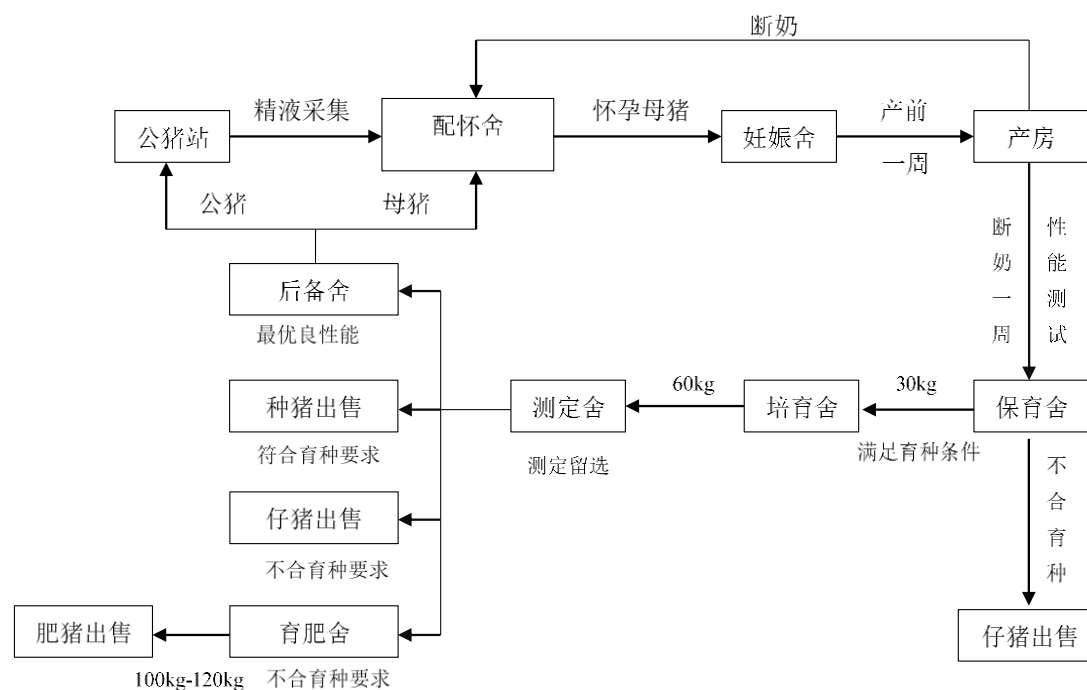 断奶
公猪站
精液采集
配怀舍
怀孕母猪
妊娠舍
产前
一周
产房
公猪
母猪
断奶一周
性能测试
后备舍
最优良性能
种猪出售
符合育种要求
测定舍
测定留选
60kg
培育舍
30kg
满足育种条件
保育舍
仔猪出售
不合育种要求
不合育种
肥猪出售
100kg-120kg
育肥舍
不合育种要求
仔猪出售